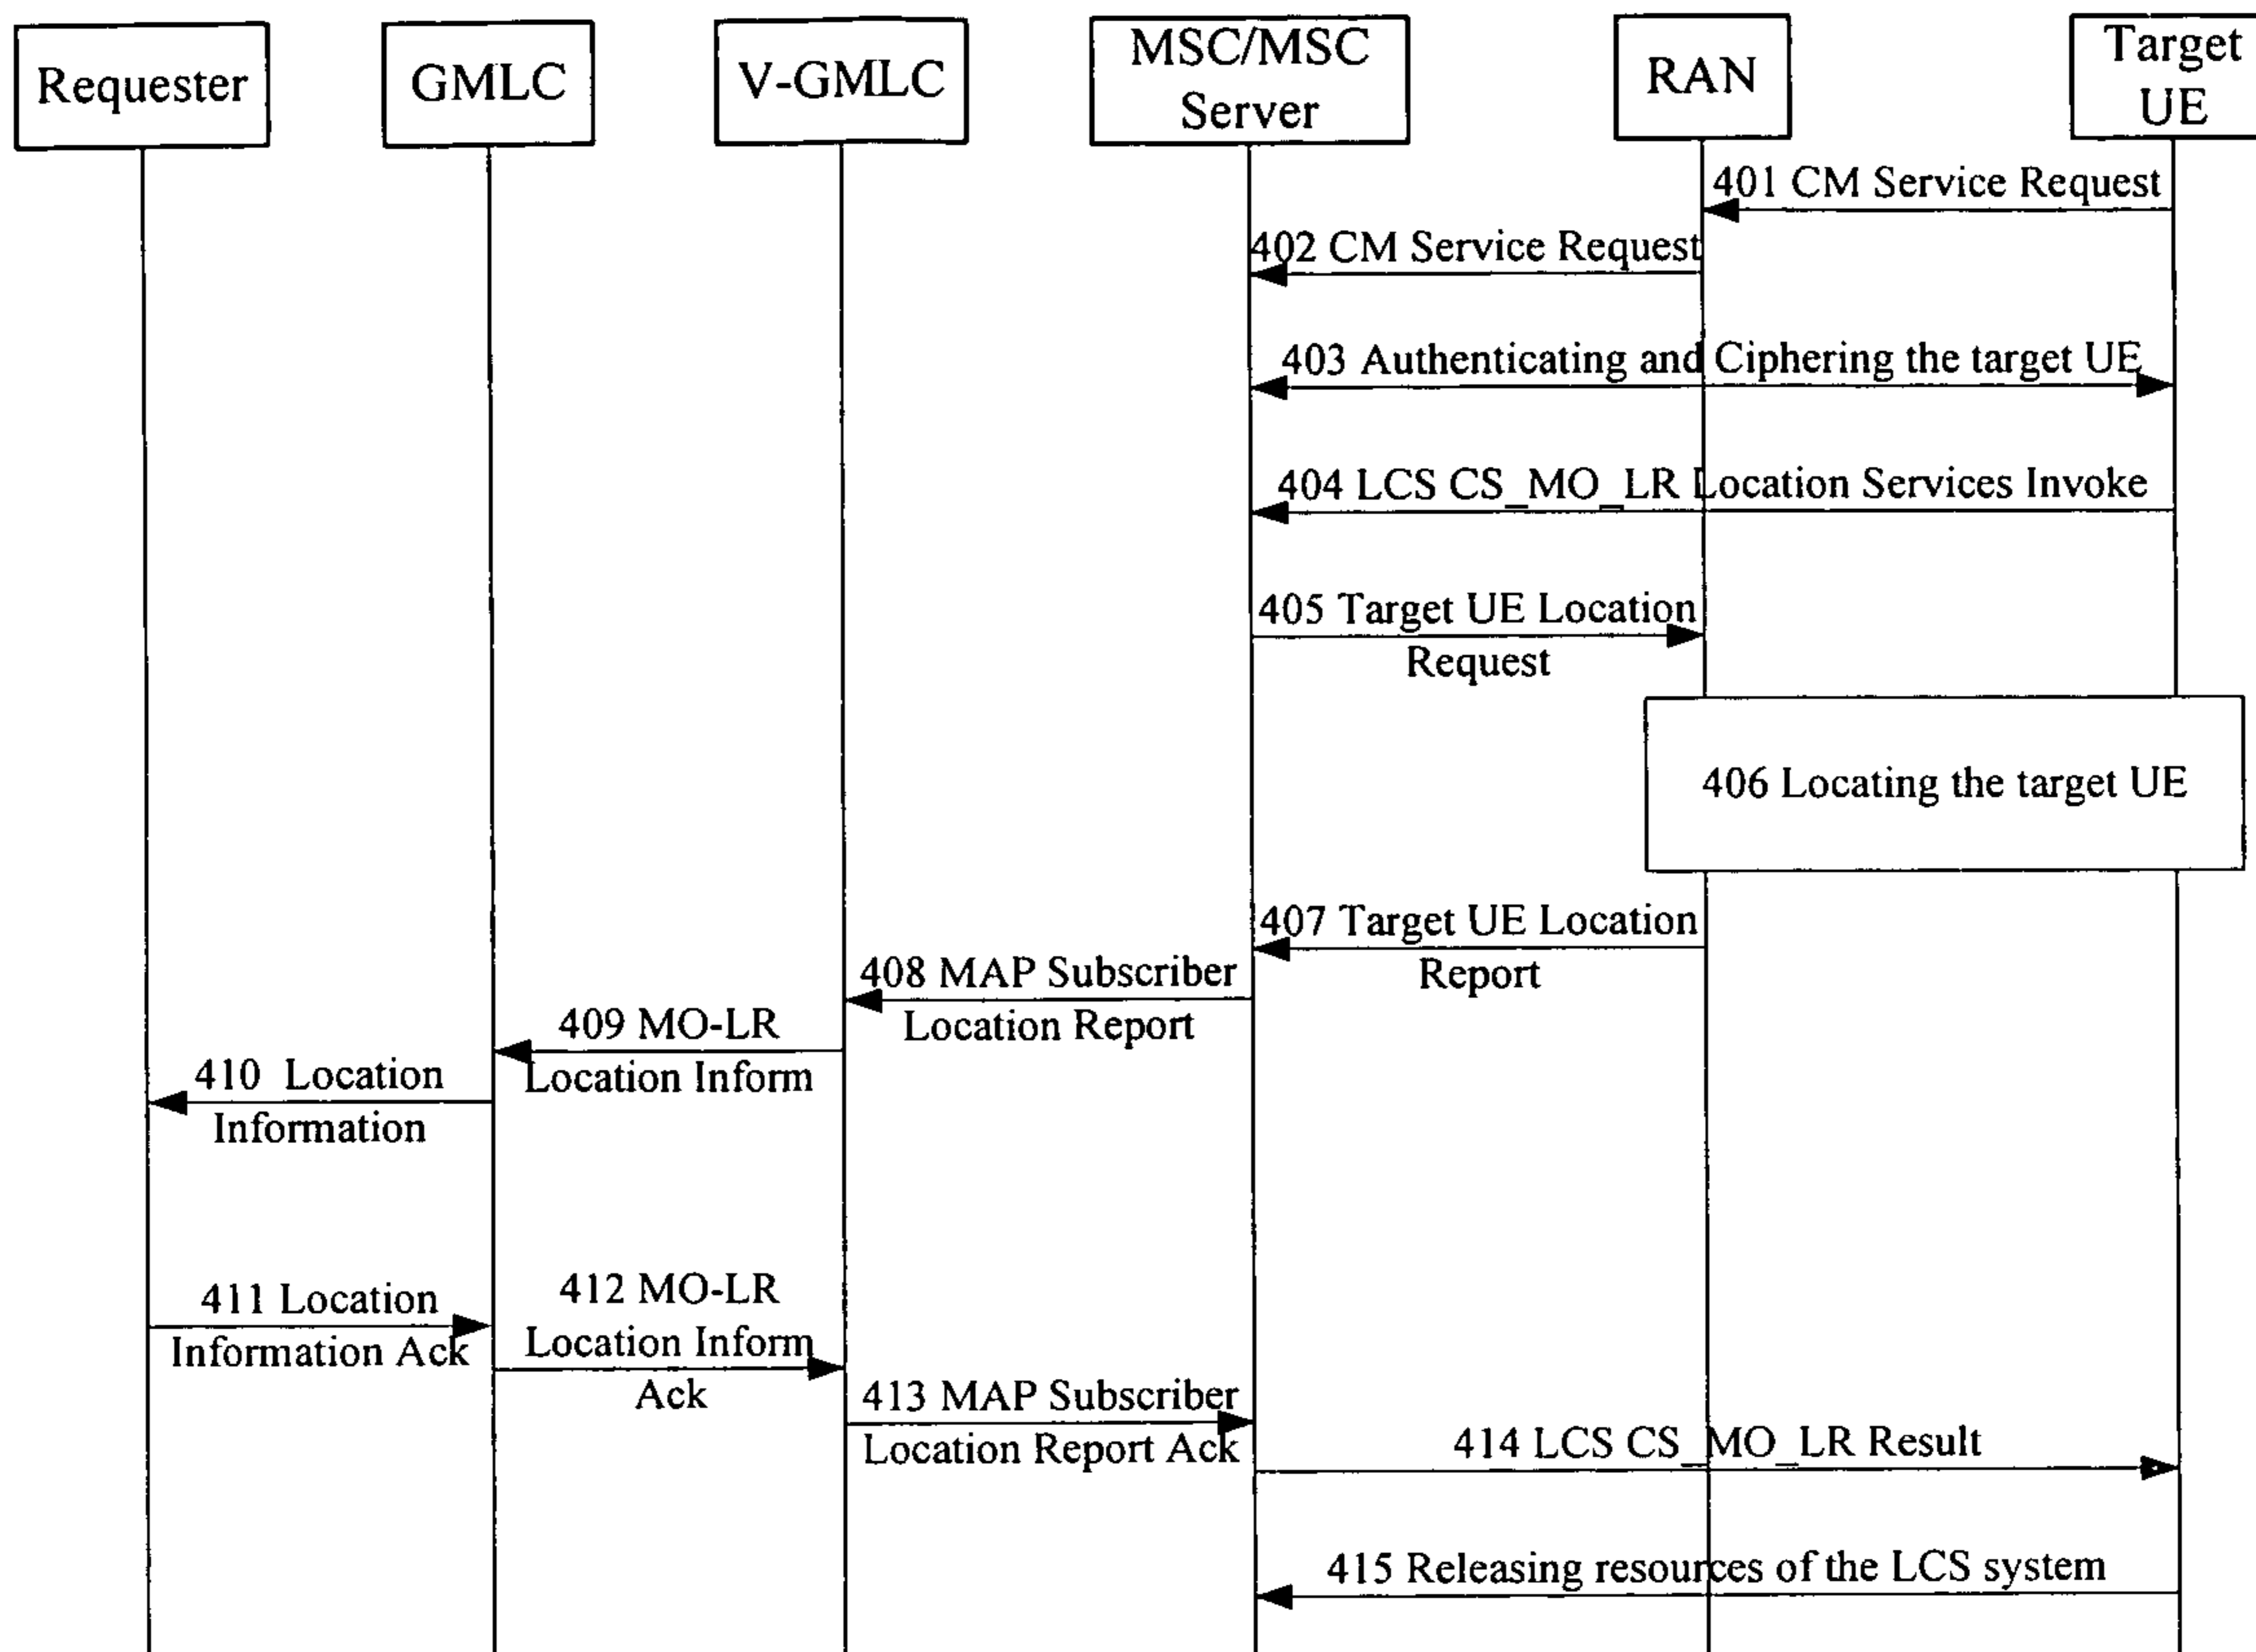 Requester
GMLC
V-GMLC
MSC/MSC
Server
RAN
Target
UE
401 CM Service Request
402 CM Service Request
403 Authenticating and Ciphering the target UE
404 LCS CS_MO_LR Location Services Invoke
405 Target UE Location
Request
406 Locating the target UE
407 Target UE Location
Report
408 MAP Subscriber
Location Report
409 MO-LR
Location Inform
410 Location
Information
411 Location
Information Ack
412 MO-LR
Location Inform
Ack
413 MAP Subscriber
Location Report Ack
414 LCS CS_MO_LR Result
415 Releasing resources of the LCS system